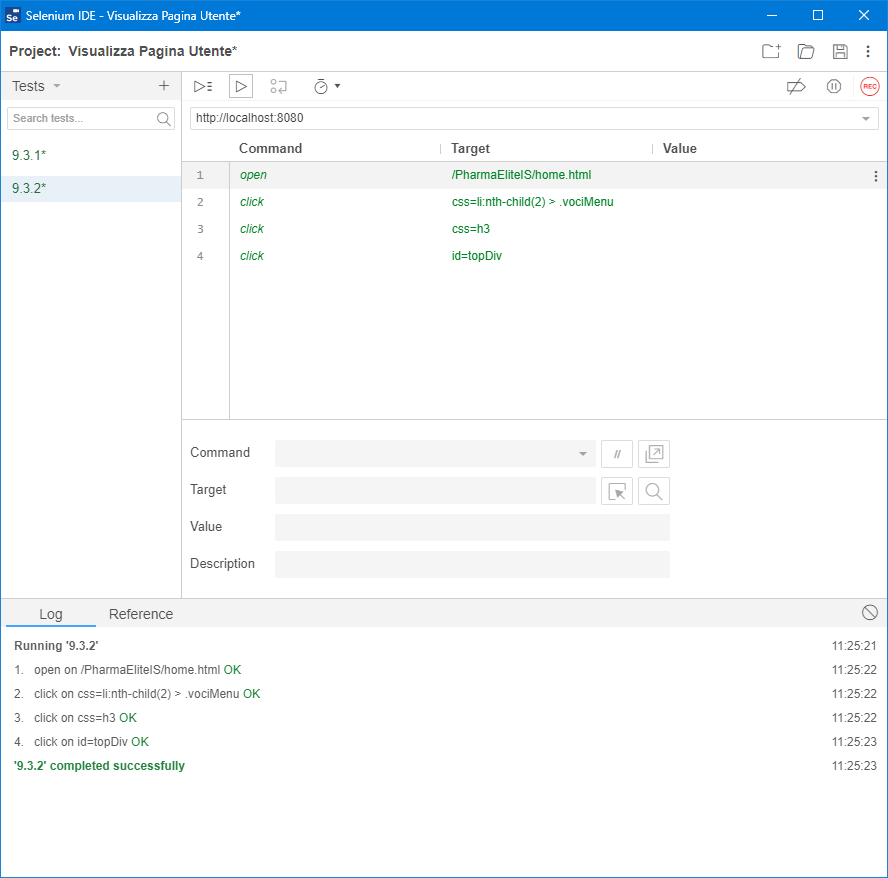 Se Selenium IDE - Visualizza Pagina Utente*
Project: Visualizza Pagina Utente*
Tests
Search tests...
9.3.1*
9.3.2*
REC
http://localhost:8080
Command Target Value
1 open /PharmaEliteIS/home.html
2 click css=li:nth-child(2) > .vociMenu
3 click css=h3
4 click id=topDiv
Command //
Target
Value
Description
Log Reference
Running '9.3.2' 11:25:21
1. open on /PharmaEliteIS/home.html OK 11:25:22
2. click on css=li:nth-child(2) > .vociMenu OK 11:25:22
3. click on css=h3 OK 11:25:22
4. click on id=topDiv OK 11:25:23
'9.3.2' completed successfully 11:25:23